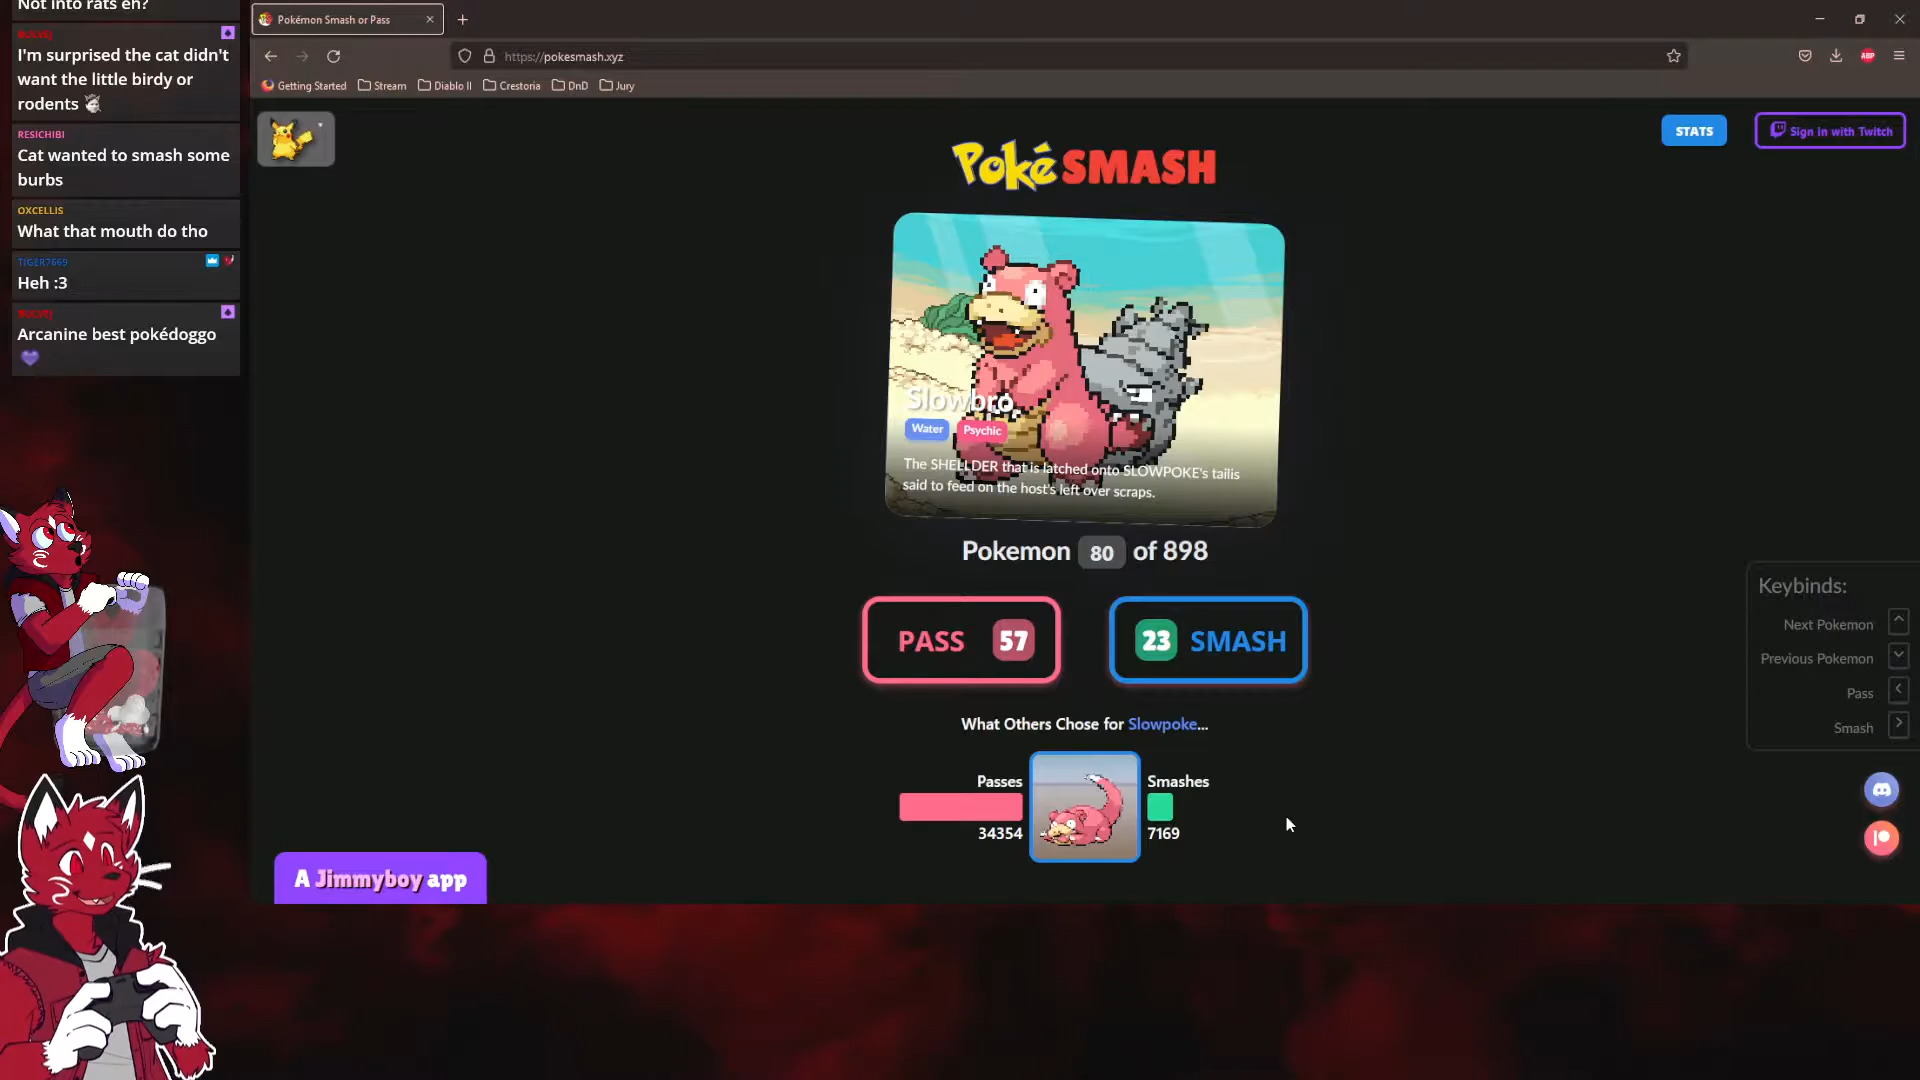 Not into rats eh?
I'm surprised the cat didn't
want the little birdy or
rodents
RESICHIBI
Cat wanted to smash some
burbs
OXCELLIS
What that mouth do tho
TIGER7669
Heh :3
Arcanine best pokédoggo
Pokémon Smash or Pass
https://pokesmash.xyz
ABP
Getting Started
Stream
Diablo II
Crestoria
DnD
Jury
STATS
Sign in with Twitch
Poké SMASH
Slowbro
Water
Psychic
The SHELLDER that is latched onto SLOWPOKE's tailis
said to feed on the host's left over scraps.
Pokemon 80 of 898
PASS 57
23 SMASH
What Others Chose for Slowpoke...
Passes
34354
Smashes
7169
Keybinds:
Next Pokemon
Previous Pokemon
Pass
Smash
A Jimmyboy app